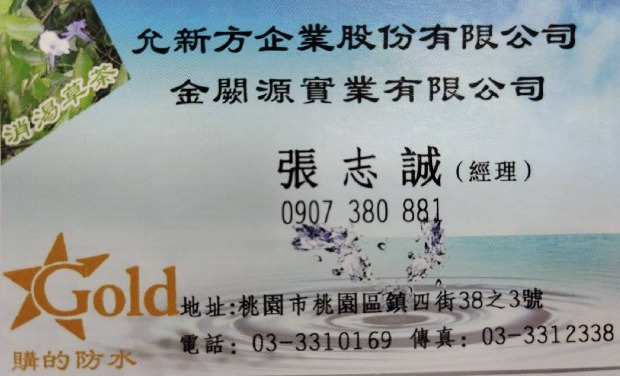 允新方企業股份有限公司
金闕源實業有限公司
消渴草茶
張志誠(經理)
0907 380 881
Gold
購的防水
地址:桃園市桃園區鎮四街38之3號
電話: 03-3310169 傳真: 03-3312338